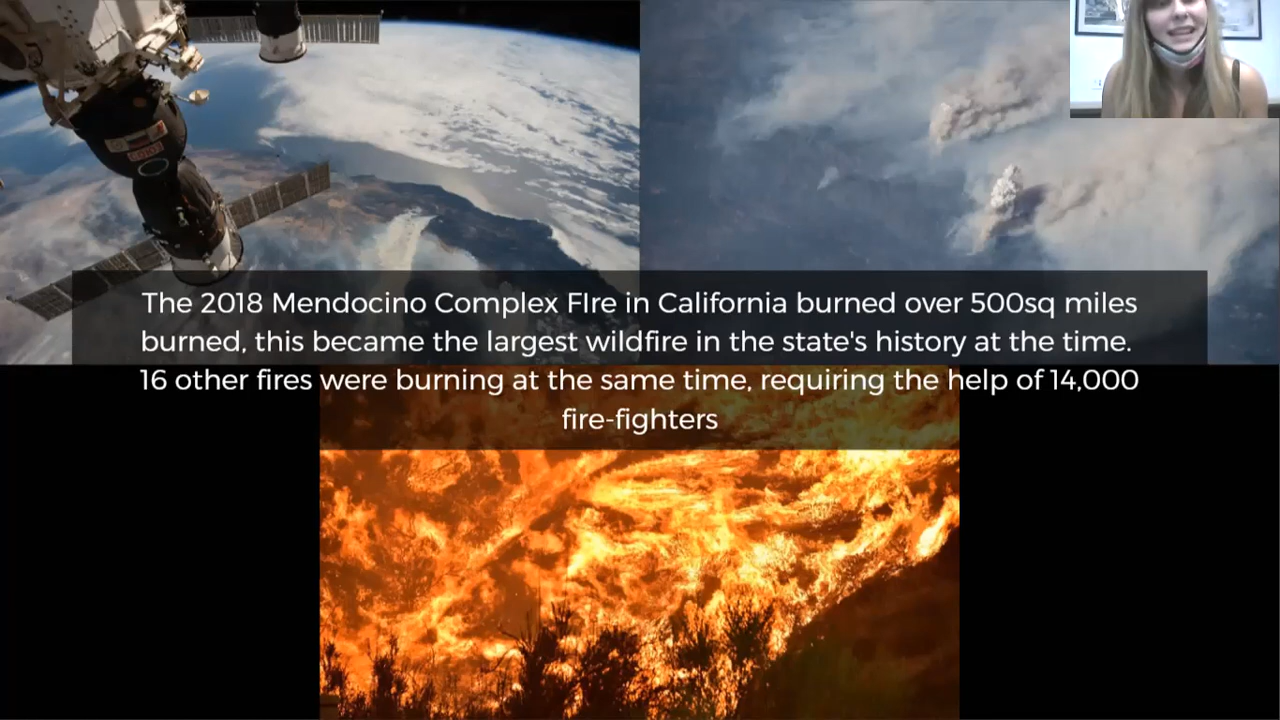 The 2018 Mendocino Complex FIre in California burned over 500sq miles
burned, this became the largest wildfire in the state's history at the time.
16 other fires were burning at the same time, requiring the help of 14,000
fire-fighters